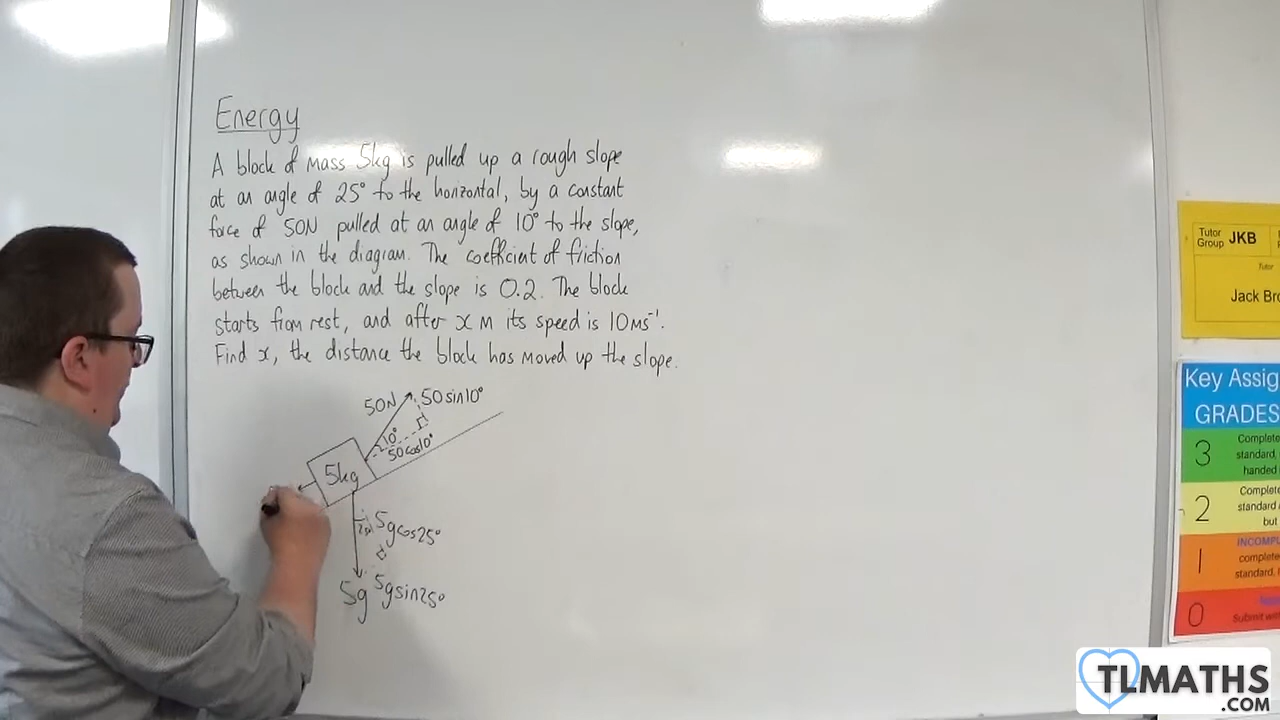 Energy
A block of mass 5kg is pulled up a rough slope
at an angle of 25° to the horizontal, by a constant
force of 50N pulled at an angle of 10° to the slope,
as shown in the diagram. The coefficient of friction
between the block and the slope is 0.2. The block
starts from rest, and after x m its speed is 10ms⁻¹.
Find x, the distance the block has moved up the slope.
50N
50sin10°
10°
50cos10°
5kg
5gcos25°
5g
5gsin25°
Tutor
Group
JKB
Tutor
Jack Bro
Key Assig
GRADES
3
Complete
standard,
handed
2
Complete
standard
but
1
INCOMPL
complete
standard,
0
Submit
TLMATHS
.COM